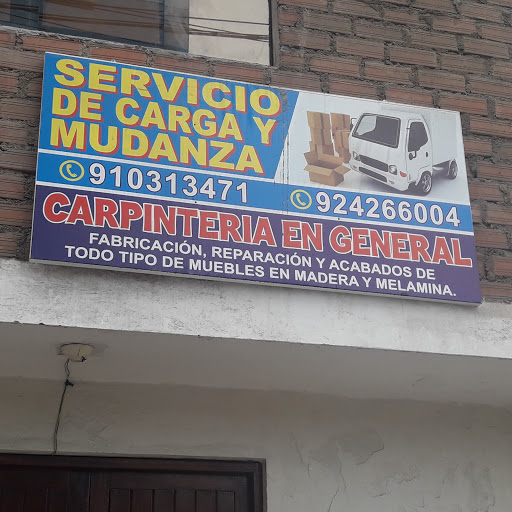 SERVICIO
DE CARGA Y
MUDANZA
910313471
924266004
CARPINTERIA EN GENERAL
FABRICACIÓN, REPARACIÓN Y ACABADOS DE
TODO TIPO DE MUEBLES EN MADERA Y MELAMINA.